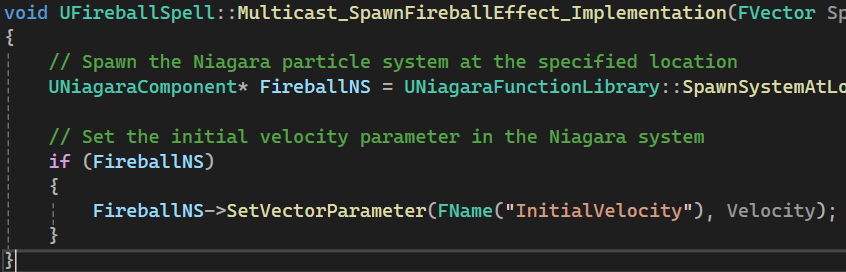 void UFireballSpell::Multicast_SpawnFireballEffect_Implementation(FVector Sp
{
// Spawn the Niagara particle system at the specified location
UNiagaraComponent* FireballNS = UNiagaraFunctionLibrary::SpawnSystemAtLo
// Set the initial velocity parameter in the Niagara system
if (FireballNS)
{
FireballNS->SetVectorParameter(FName("InitialVelocity"), Velocity);
}
}